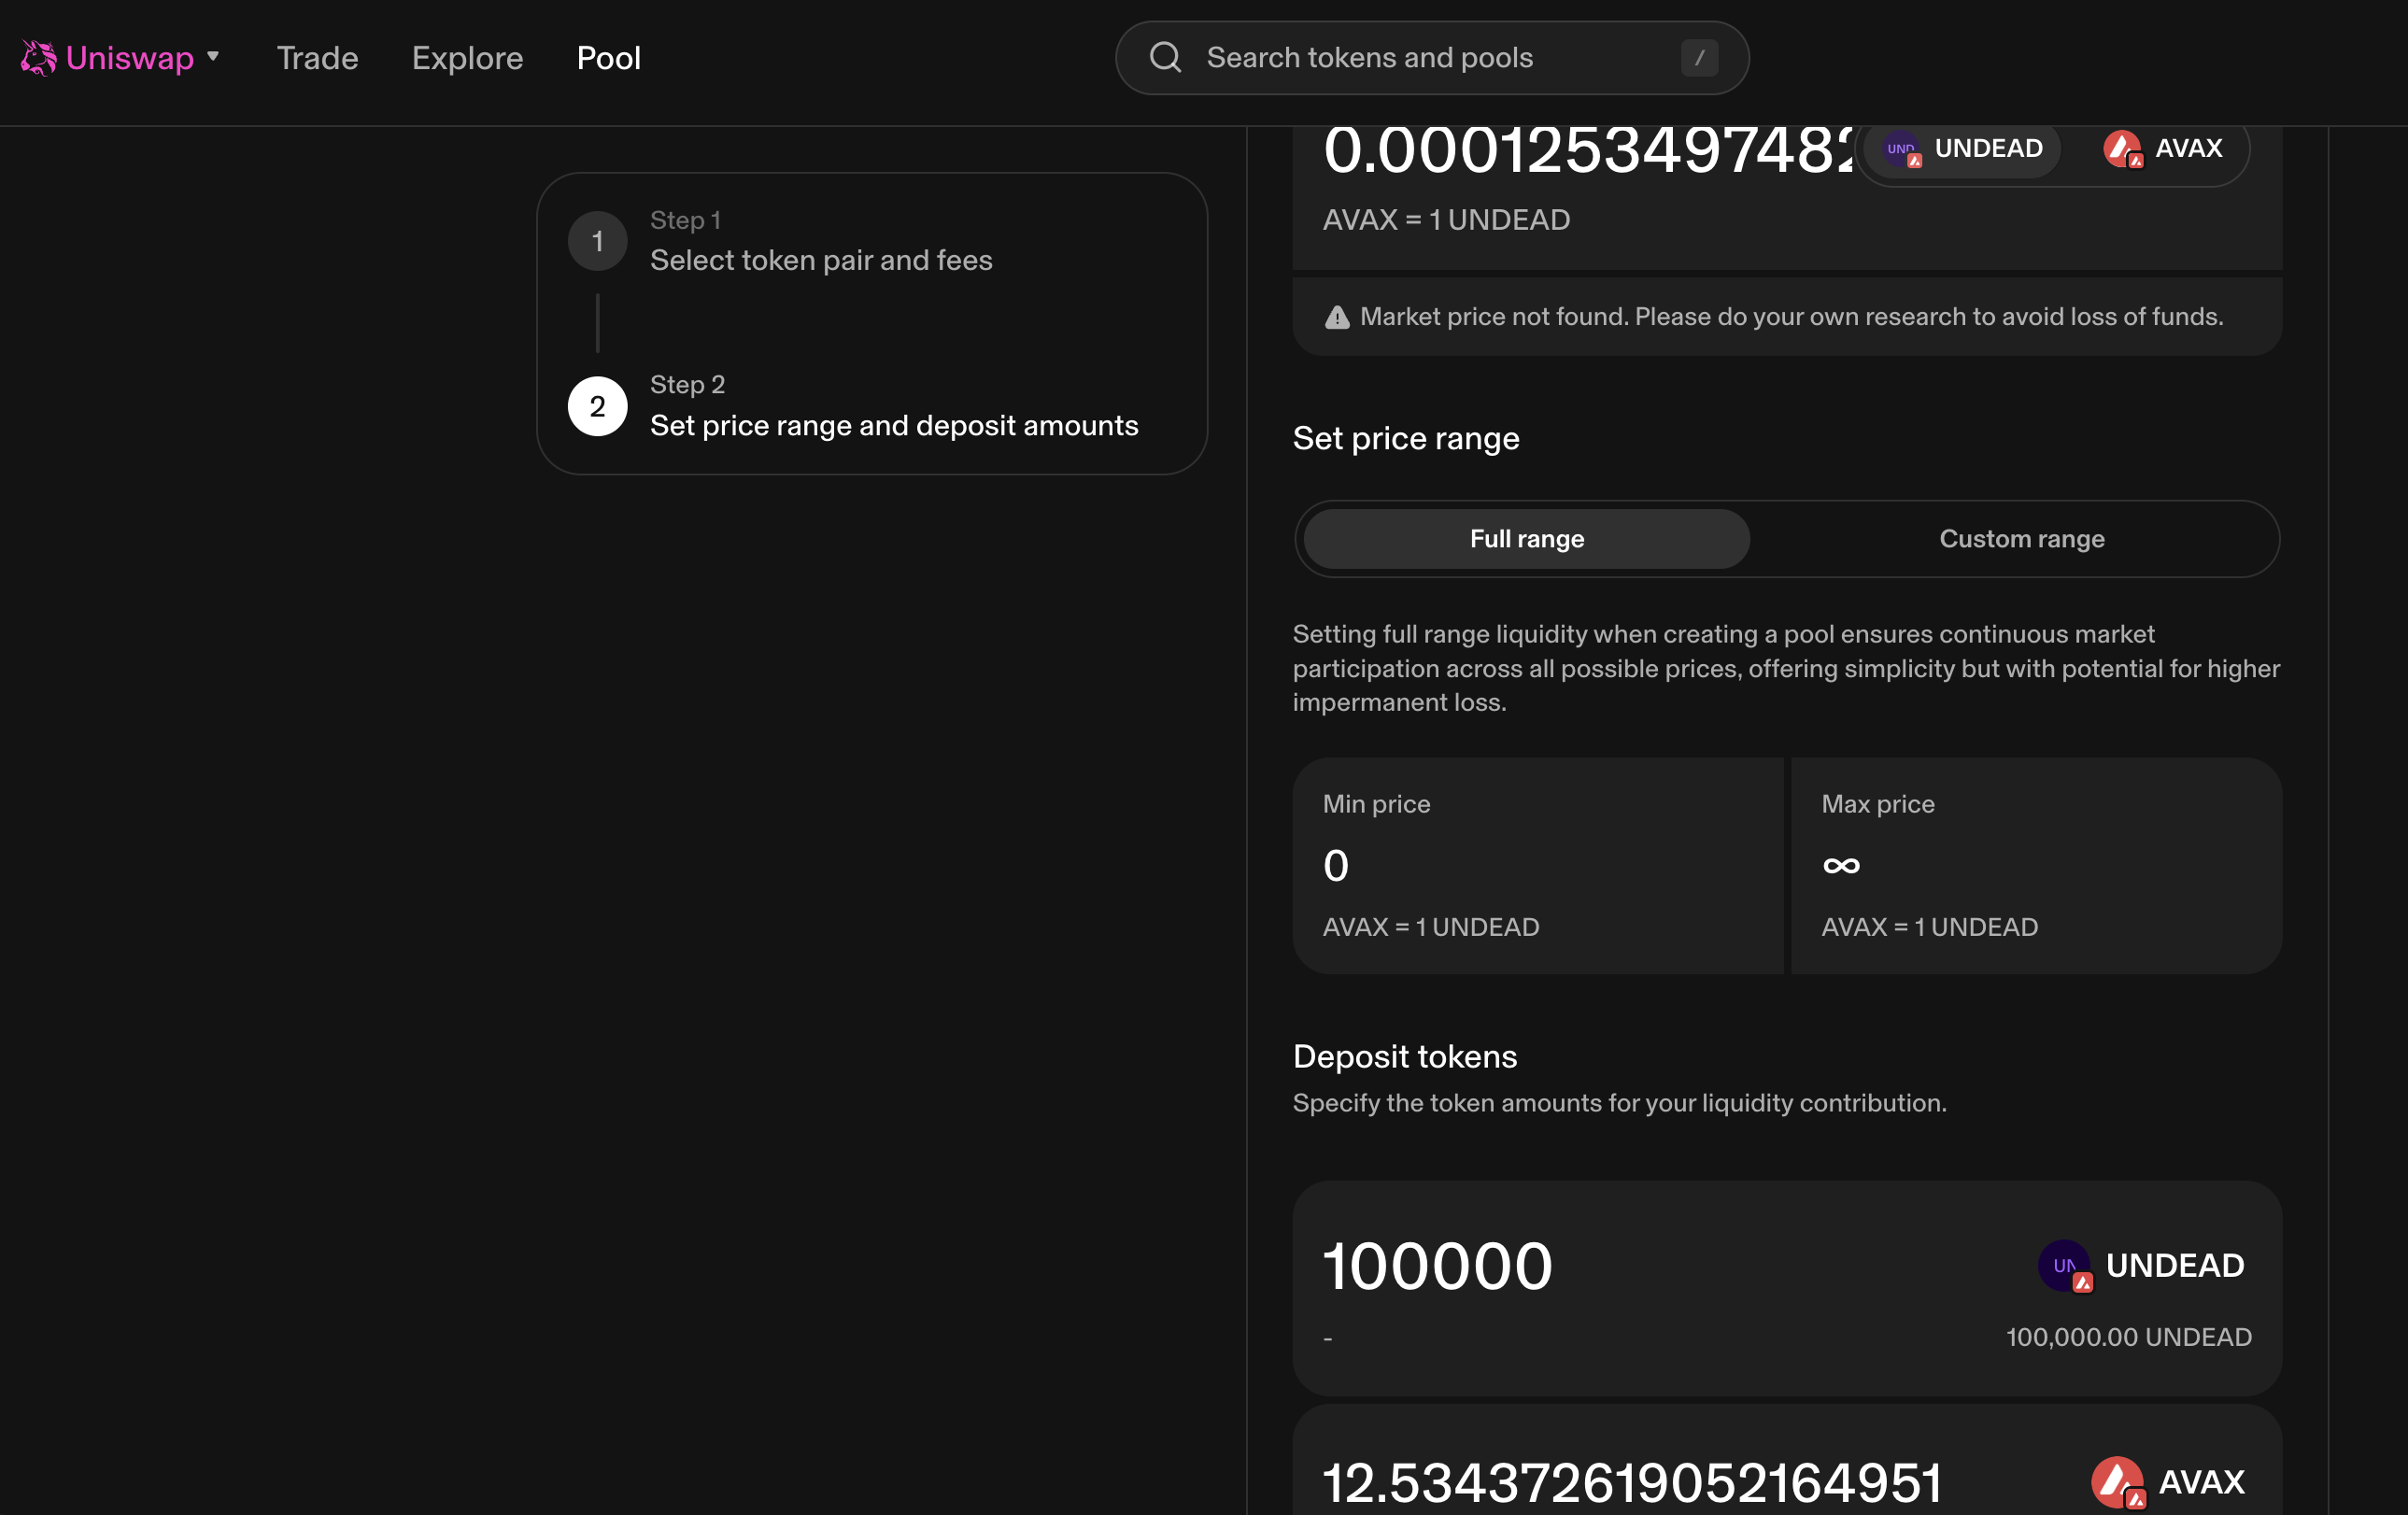 Uniswap
Trade
Explore
Pool
Search tokens and pools
/
1
Step 1
Select token pair and fees
2
Step 2
Set price range and deposit amounts
0.0001253497482
UND
UNDEAD
AVAX
AVAX = 1 UNDEAD
Market price not found. Please do your own research to avoid loss of funds.
Set price range
Full range
Custom range
Setting full range liquidity when creating a pool ensures continuous market
participation across all possible prices, offering simplicity but with potential for higher
impermanent loss.
Min price
0
AVAX = 1 UNDEAD
Max price
∞
AVAX = 1 UNDEAD
Deposit tokens
Specify the token amounts for your liquidity contribution.
100000
UN
UNDEAD
-
100,000.00 UNDEAD
12.5343726190521649​51
AVAX